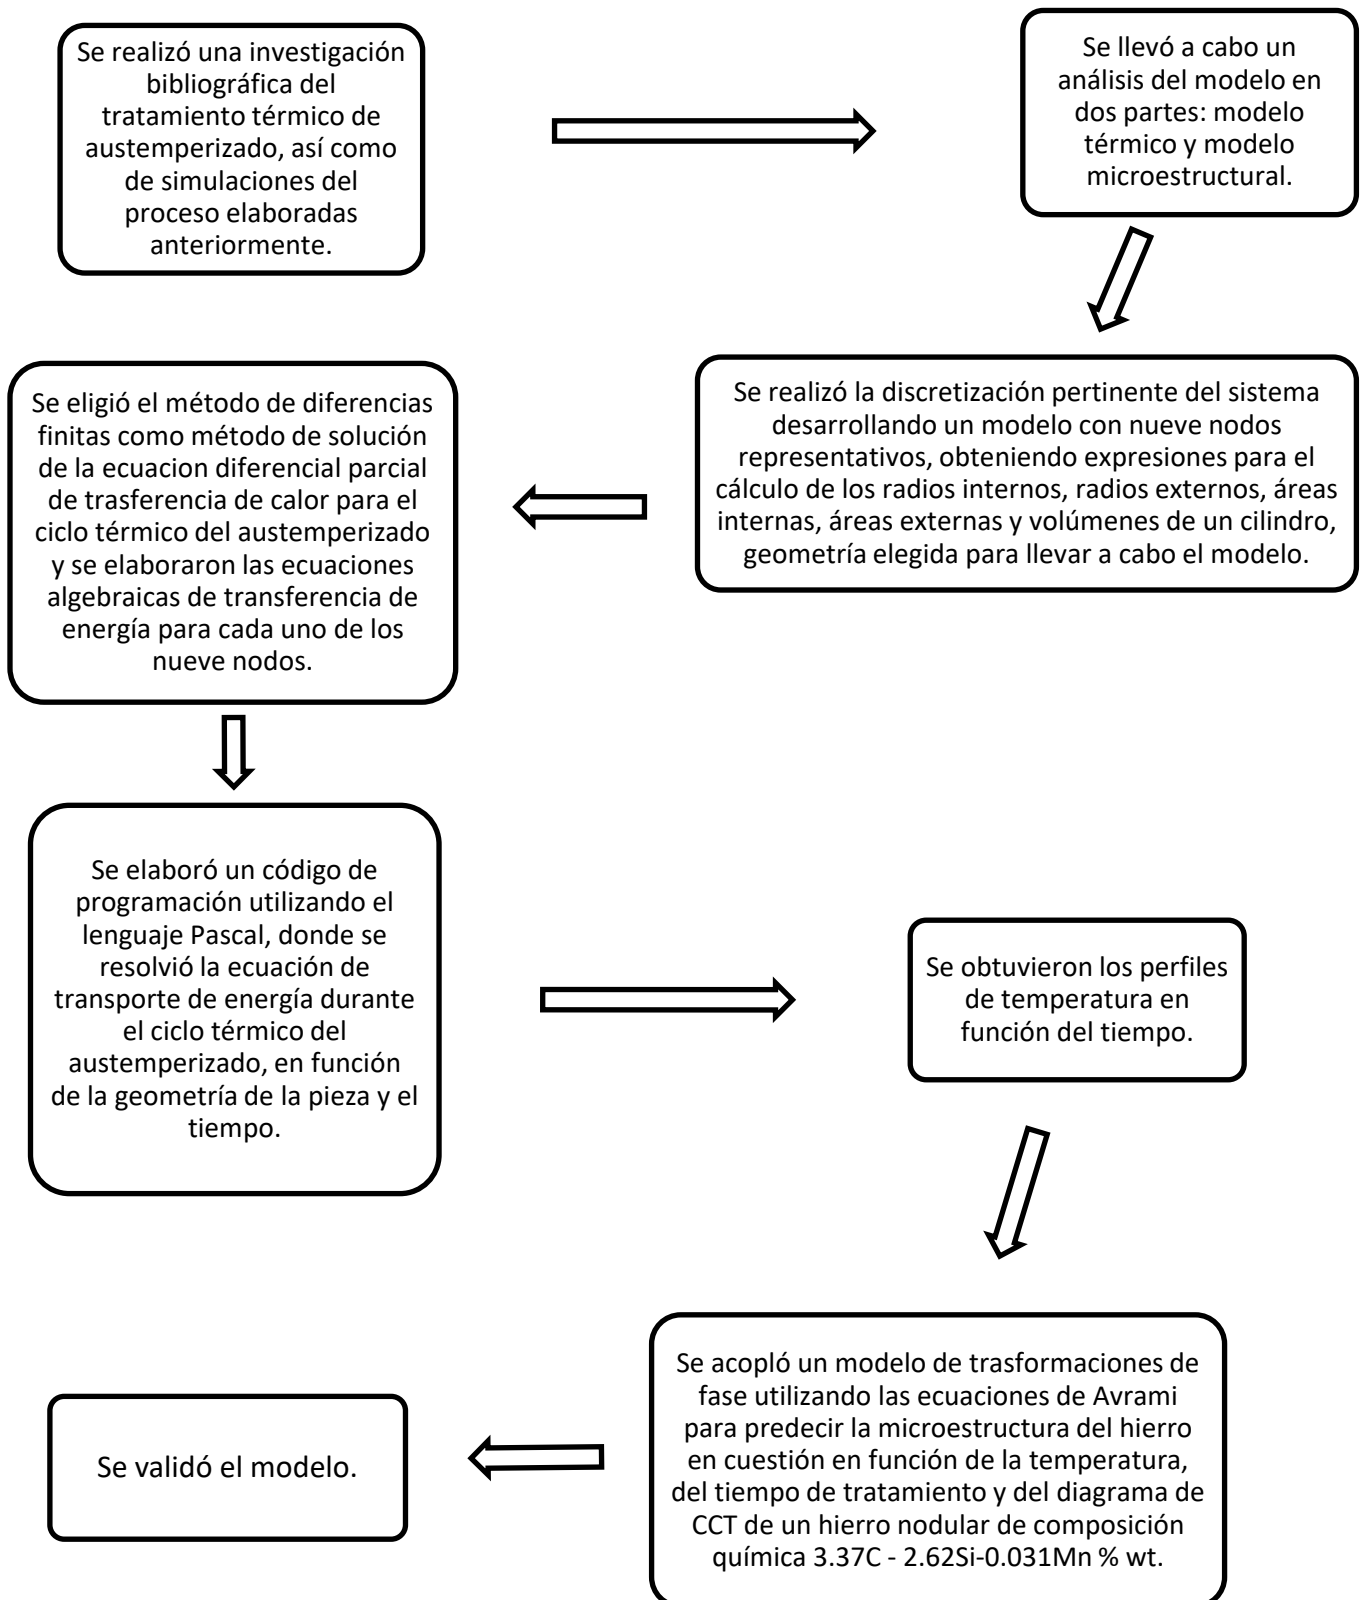 Se realizó una investigación
bibliográfica del
tratamiento térmico de
austemperizado, así como
de simulaciones del
proceso elaboradas
anteriormente.
Se llevó a cabo un
análisis del modelo en
dos partes: modelo
térmico y modelo
microestructural.
Se realizó la discretización pertinente del sistema
desarrollando un modelo con nueve nodos
representativos, obteniendo expresiones para el
cálculo de los radios internos, radios externos, áreas
internas, áreas externas y volúmenes de un cilindro,
geometría elegida para llevar a cabo el modelo.
Se eligió el método de diferencias
finitas como método de solución
de la ecuacion diferencial parcial
de trasferencia de calor para el
ciclo térmico del austemperizado
y se elaboraron las ecuaciones
algebraicas de transferencia de
energía para cada uno de los
nueve nodos.
Se elaboró un código de
programación utilizando el
lenguaje Pascal, donde se
resolvió la ecuación de
transporte de energía durante
el ciclo térmico del
austemperizado, en función
de la geometría de la pieza y el
tiempo.
Se obtuvieron los perfiles
de temperatura en
función del tiempo.
Se acopló un modelo de trasformaciones de
fase utilizando las ecuaciones de Avrami
para predecir la microestructura del hierro
en cuestión en función de la temperatura,
del tiempo de tratamiento y del diagrama de
CCT de un hierro nodular de composición
química 3.37C - 2.62Si-0.031Mn % wt.
Se validó el modelo.